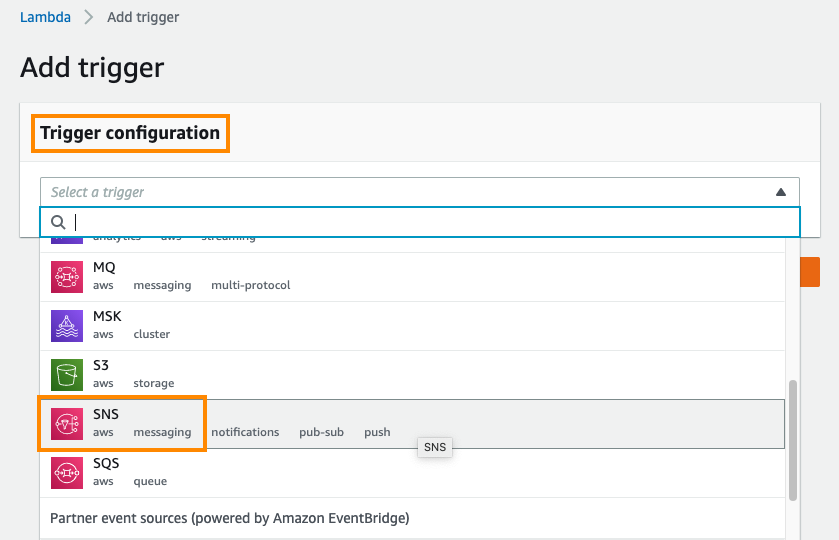 Lambda > Add trigger
Add trigger
Trigger configuration
Select a trigger
analytics aws streaming
MQ
aws messaging multi-protocol
MSK
aws cluster
S3
aws storage
SNS
aws messaging notifications pub-sub push
SNS
SQS
aws queue
Partner event sources (powered by Amazon EventBridge)